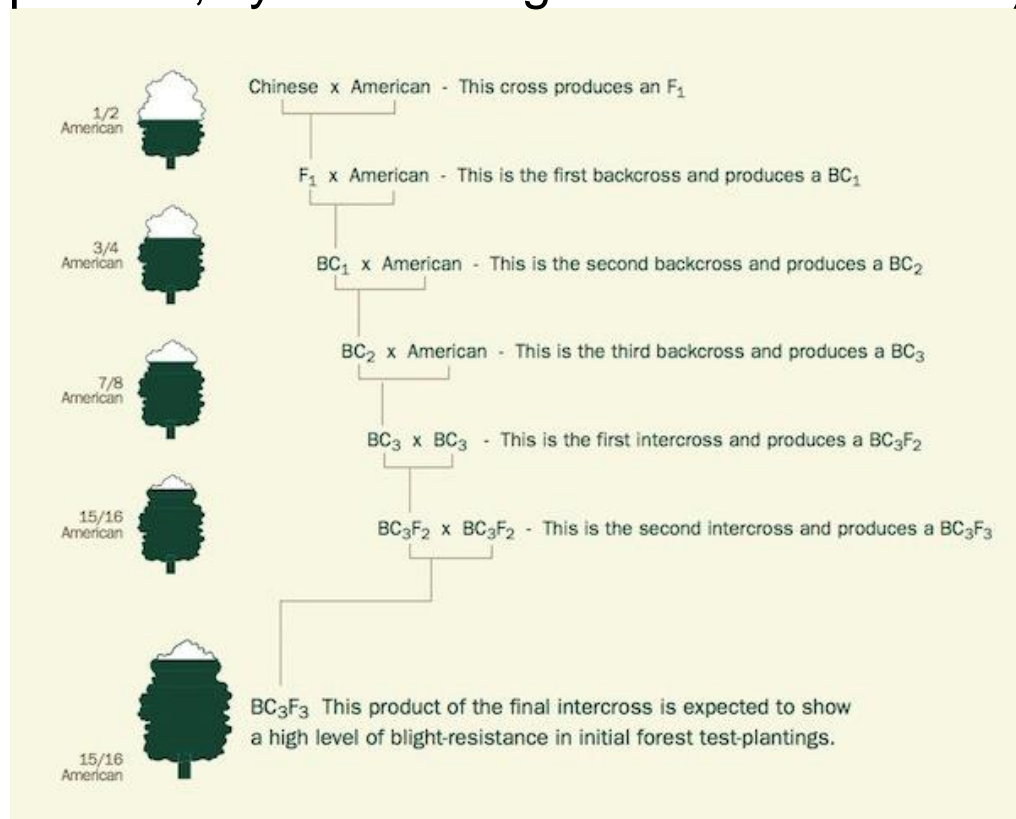 Chinese x American - This cross produces an F₁
1/2
American
F₁ x American - This is the first backcross and produces a BC₁
3/4
American
BC₁ x American - This is the second backcross and produces a BC₂
BC₂ x American - This is the third backcross and produces a BC₃
7/8
American
BC₃ x BC₃ - This is the first intercross and produces a BC₃F₂
15/16
American
BC₃F₂ x BC₃F₂ - This is the second intercross and produces a BC₃F₃
BC₃F₃ This product of the final intercross is expected to show
a high level of blight-resistance in initial forest test-plantings.
15/16
American